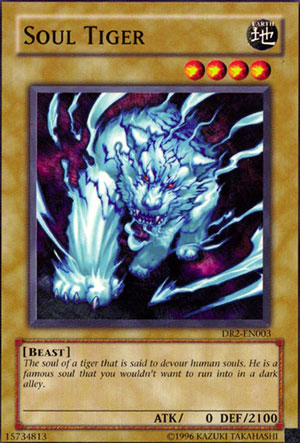 SOUL TIGER
EARTH
地
DR2-EN003
[BEAST]
The soul of a tiger that is said to devour human souls. He is a
famous soul that you wouldn't want to run into in a dark
alley.
ATK/ 0 DEF/2100
15734813 ©1996 KAZUKI TAKAHASHI